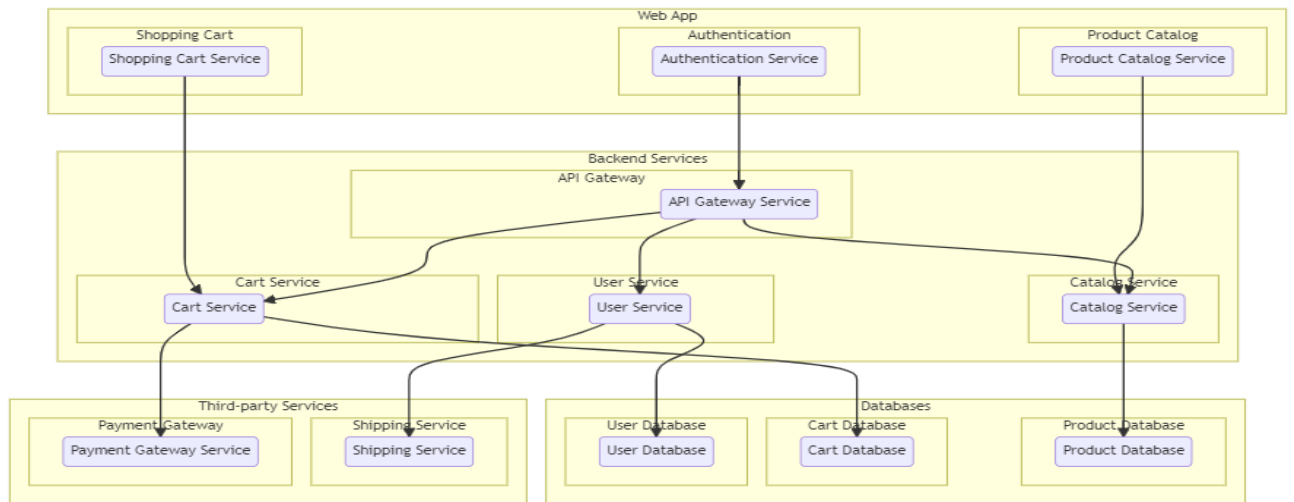 Web App
Shopping Cart
Authentication
Product Catalog
Shopping Cart Service
Authentication Service
Product Catalog Service
Backend Services
API Gateway
API Gateway Service
Cart Service
User Service
Catalog Service
Cart Service
User Service
Catalog Service
Third-party Services
Databases
Payment Gateway
Shipping Service
User Database
Cart Database
Product Database
Payment Gateway Service
Shipping Service
User Database
Cart Database
Product Database